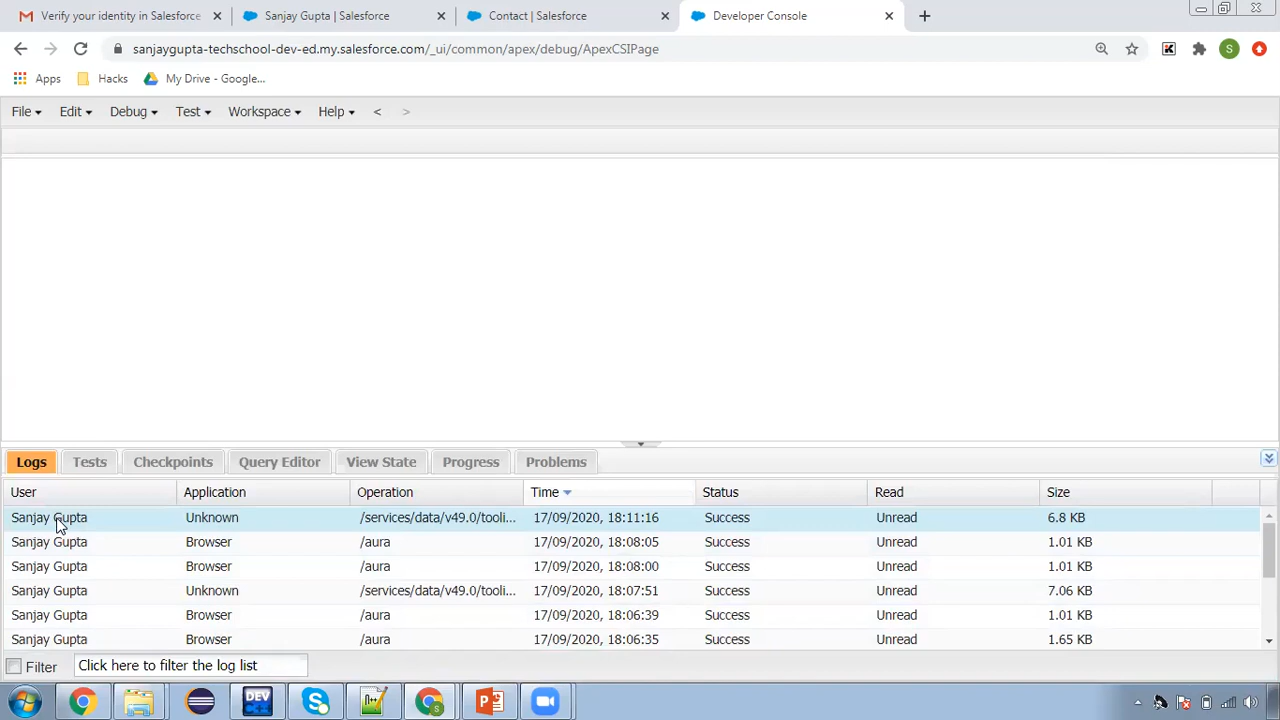 Verify your identity in Salesforce
Sanjay Gupta | Salesforce
Contact | Salesforce
Developer Console
sanjaygupta-techschool-dev-ed.my.salesforce.com/_ui/common/apex/debug/ApexCSIPage
K
S
Apps
Hacks
My Drive - Google...
File
Edit
Debug
Test
Workspace
Help
<
>
Logs
Tests
Checkpoints
Query Editor
View State
Progress
Problems
User Application Operation Time Status Read Size
Sanjay Gupta Unknown /services/data/v49.0/tooli... 17/09/2020, 18:11:16 Success Unread 6.8 KB
Sanjay Gupta Browser /aura 17/09/2020, 18:08:05 Success Unread 1.01 KB
Sanjay Gupta Browser /aura 17/09/2020, 18:08:00 Success Unread 1.01 KB
Sanjay Gupta Unknown /services/data/v49.0/tooli... 17/09/2020, 18:07:51 Success Unread 7.06 KB
Sanjay Gupta Browser /aura 17/09/2020, 18:06:39 Success Unread 1.01 KB
Sanjay Gupta Browser /aura 17/09/2020, 18:06:35 Success Unread 1.65 KB
Filter
Click here to filter the log list
DEV
C++